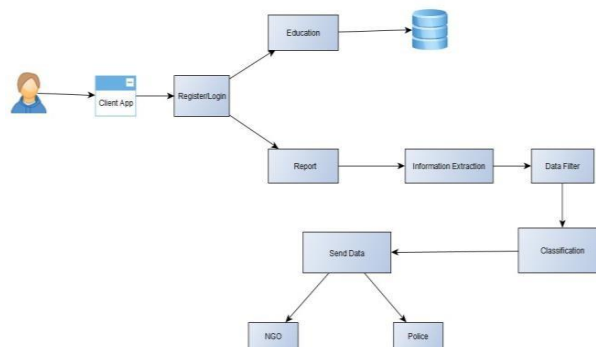 Education
Client App
Register/Login
Report
Information Extraction
Data Filter
Send Data
Classification
NGO
Police